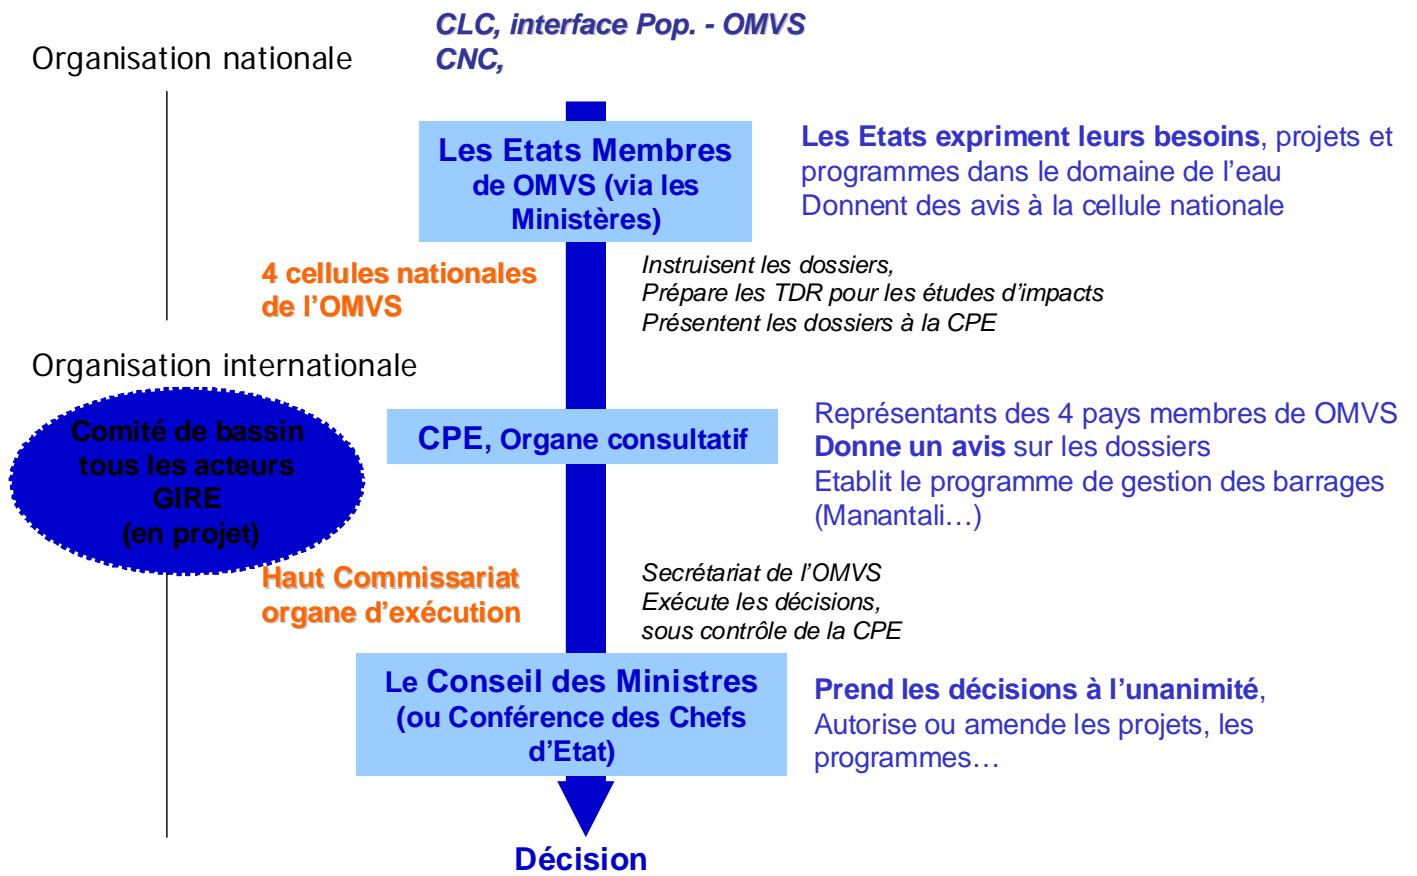 CLC, interface Pop. - OMVS
CNC,
Organisation nationale
Les Etats Membres
de OMVS (via les
Ministères)
Les Etats expriment leurs besoins, projets et
programmes dans le domaine de l’eau
Donnent des avis à la cellule nationale
4 cellules nationales
de l’OMVS
Instruisent les dossiers,
Prépare les TDR pour les études d’impacts
Présentent les dossiers à la CPE
Organisation internationale
Comité de bassin
tous les acteurs
GIRE
(en projet)
CPE, Organe consultatif
Représentants des 4 pays membres de OMVS
Donne un avis sur les dossiers
Etablit le programme de gestion des barrages
(Manantali…)
Haut Commissariat
organe d’exécution
Secrétariat de l’OMVS
Exécute les décisions,
sous contrôle de la CPE
Le Conseil des Ministres
(ou Conférence des Chefs
d’Etat)
Prend les décisions à l’unanimité,
Autorise ou amende les projets, les
programmes…
Décision